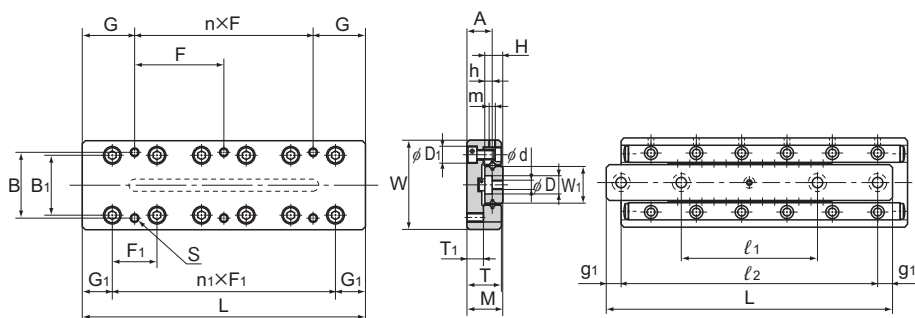 G
n×F
G
F
B
B₁
F₁
S
G₁
n₁×F₁
G₁
L
A
H
h
m
φD₁
φd
W
φD
W₁
T₁
T
M
ℓ₁
g₁
ℓ₂
g₁
L